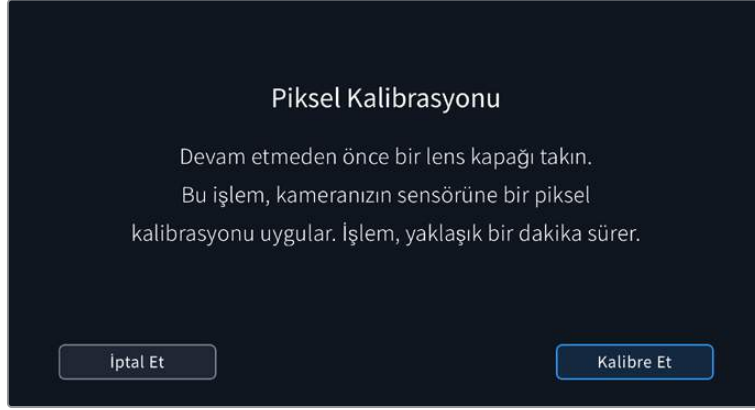 Piksel Kalibrasyonu
Devam etmeden önce bir lens kapağı takın.
Bu işlem, kameranızın sensörüne bir piksel
kalibrasyonu uygular. İşlem, yaklaşık bir dakika sürer.
İptal Et
Kalibre Et